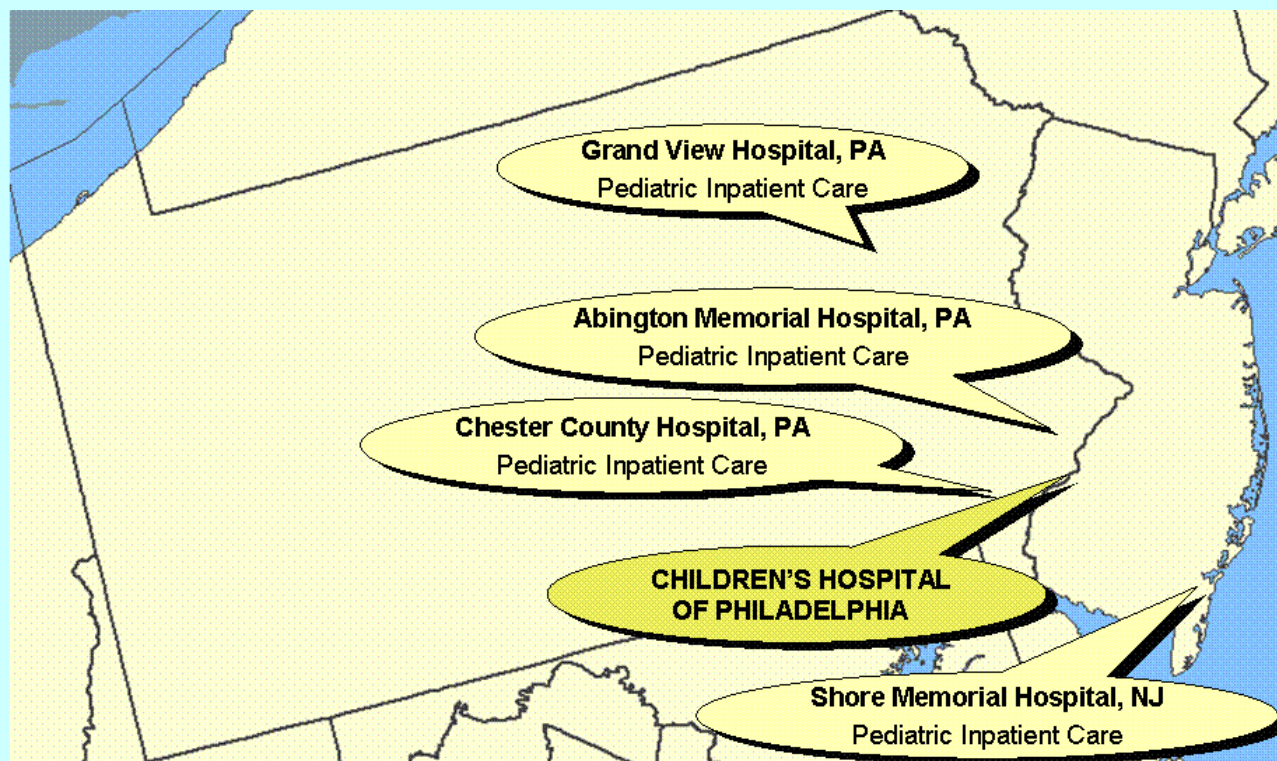 Grand View Hospital, PA
Pediatric Inpatient Care
Abington Memorial Hospital, PA
Pediatric Inpatient Care
Chester County Hospital, PA
Pediatric Inpatient Care
CHILDREN’S HOSPITAL
OF PHILADELPHIA
Shore Memorial Hospital, NJ
Pediatric Inpatient Care